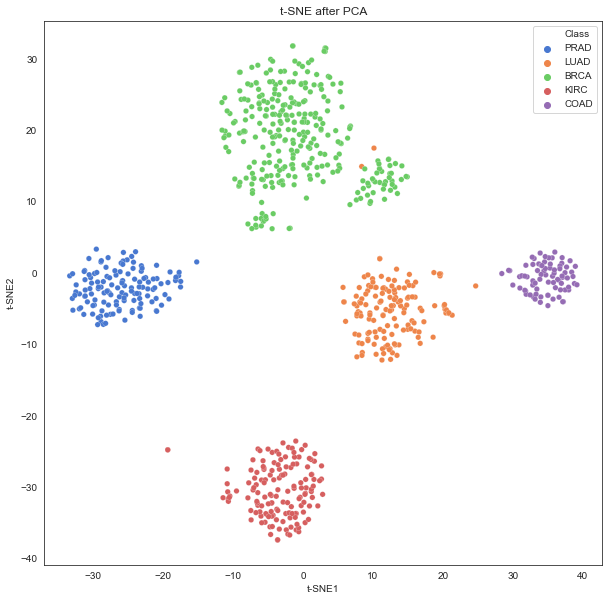 t-SNE after PCA
Class
PRAD
LUAD
BRCA
KIRC
COAD
30
20
10
0
−10
−20
−30
−40
t-SNE2
−30
−20
−10
0
10
20
30
40
t-SNE1